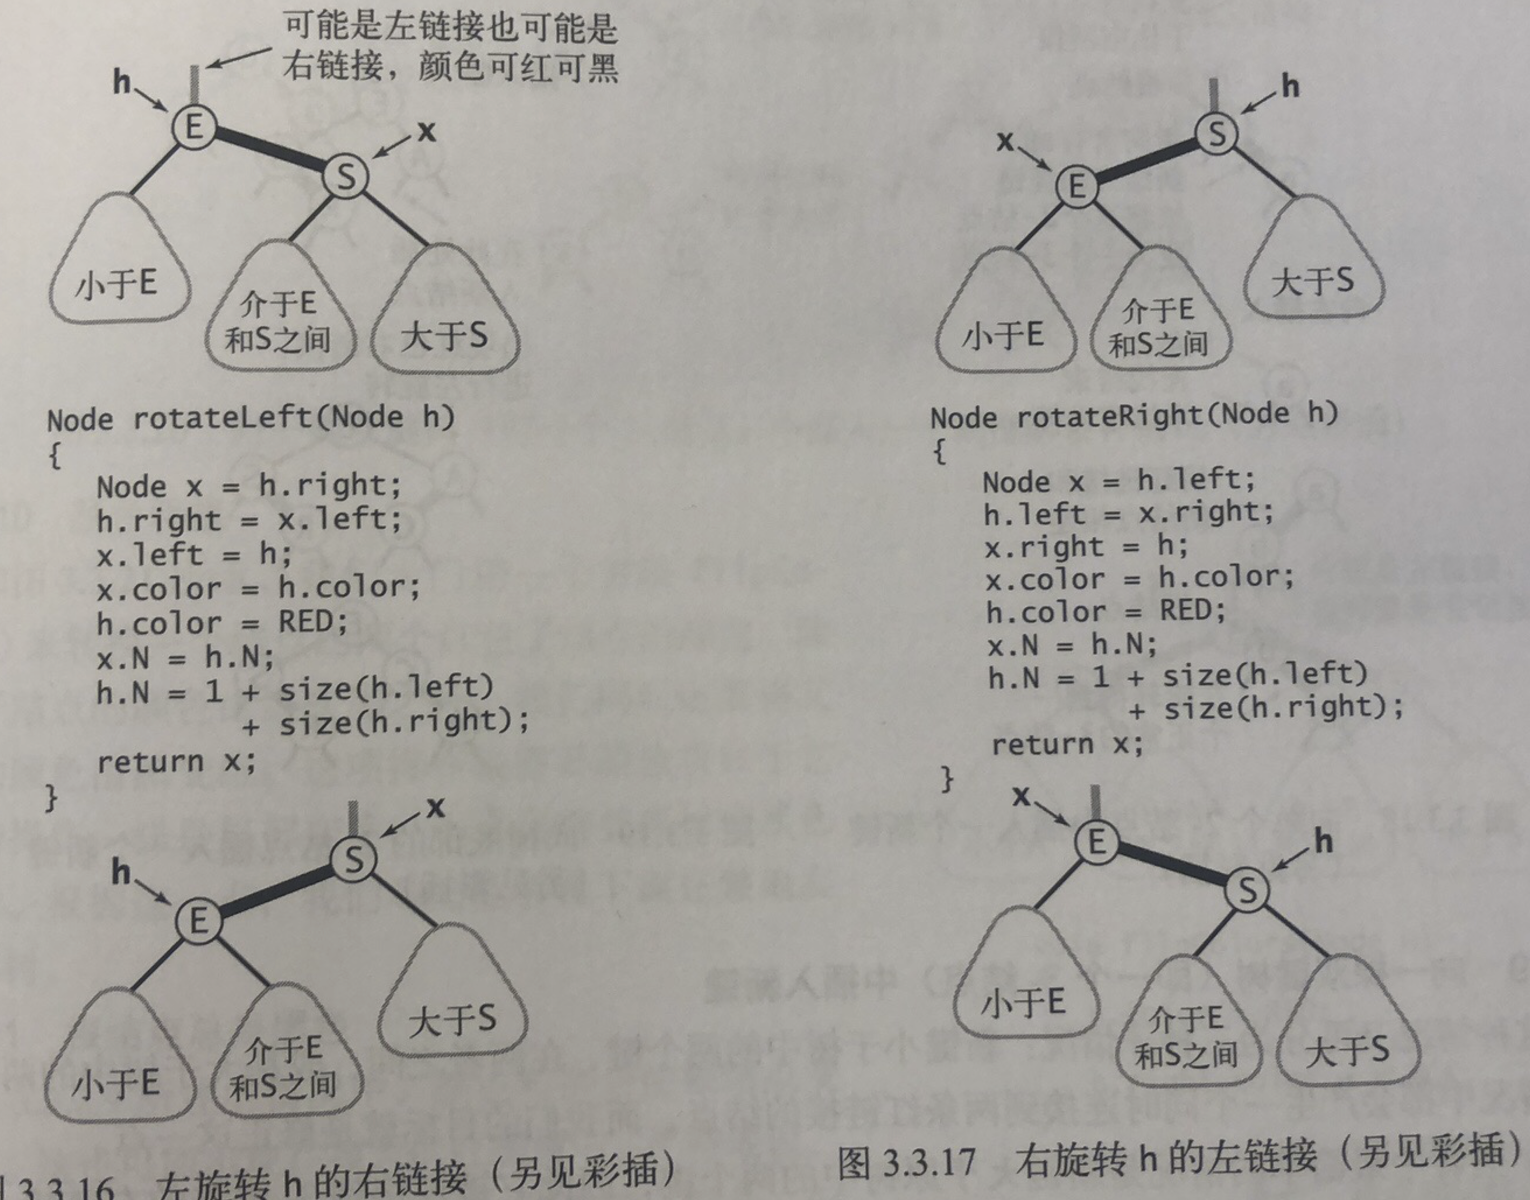 可能是左链接也可能是
右链接，颜色可红可黑
h
E
x
S
小于E
介于E
和S之间
大于S
Node rotateLeft(Node h)
{
Node x = h.right;
h.right = x.left;
x.left = h;
x.color = h.color;
h.color = RED;
x.N = h.N;
h.N = 1 + size(h.left)
+ size(h.right);
return x;
}
x
S
h
E
小于E
介于E
和S之间
大于S
3.3.16 左旋转 h 的右链接（另见彩插）
h
S
x
E
小于E
介于E
和S之间
大于S
Node rotateRight(Node h)
{
Node x = h.left;
h.left = x.right;
x.right = h;
x.color = h.color;
h.color = RED;
x.N = h.N;
h.N = 1 + size(h.left)
+ size(h.right);
return x;
}
x
E
h
S
小于E
介于E
和S之间
大于S
图 3.3.17 右旋转 h 的左链接（另见彩插）